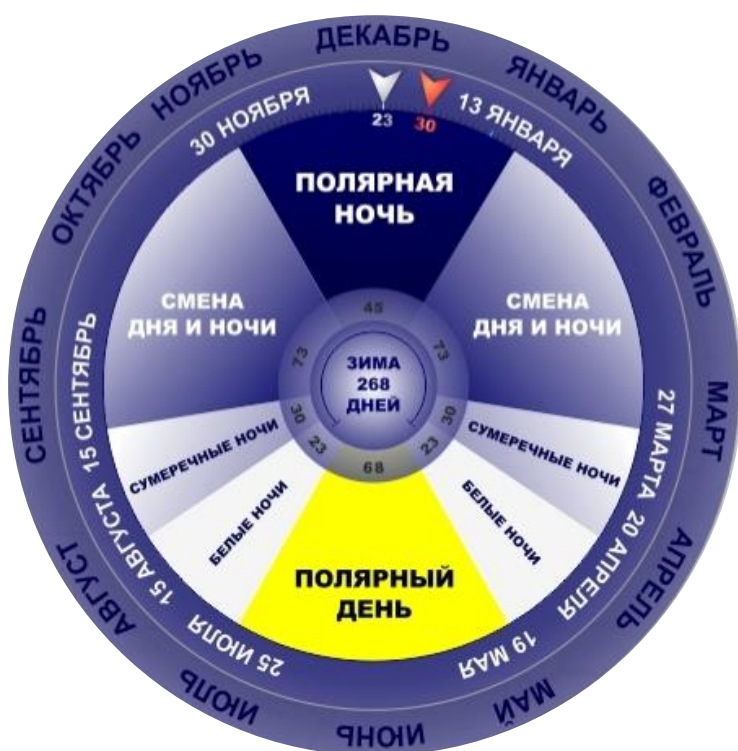 ДЕКАБРЬ
ЯНВАРЬ
ФЕВРАЛЬ
МАРТ
АПРЕЛЬ
МАЙ
ИЮНЬ
ИЮЛЬ
АВГУСТ
СЕНТЯБРЬ
ОКТЯБРЬ
НОЯБРЬ
30 НОЯБРЯ
23
30
13 ЯНВАРЯ
27 МАРТА
20 АПРЕЛЯ
19 МАЯ
25 ИЮЛЯ
15 АВГУСТА
15 СЕНТЯБРЬ
ПОЛЯРНАЯ
НОЧЬ
СМЕНА
ДНЯ И НОЧИ
СМЕНА
ДНЯ И НОЧИ
СУМЕРЕЧНЫЕ НОЧИ
СУМЕРЕЧНЫЕ НОЧИ
БЕЛЫЕ НОЧИ
БЕЛЫЕ НОЧИ
ПОЛЯРНЫЙ
ДЕНЬ
45
73
30
23
68
23
30
73
ЗИМА
268
ДНЕЙ